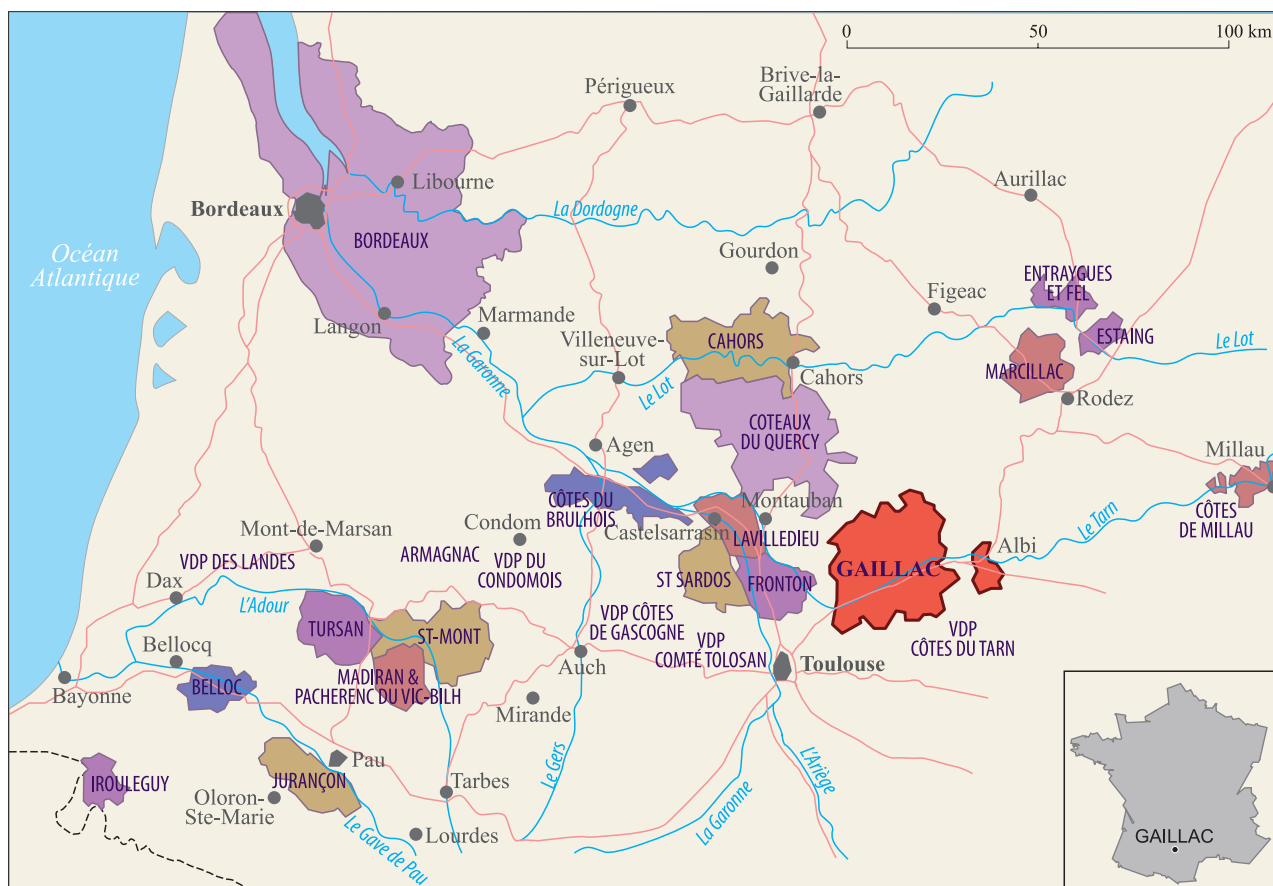 0
50
100 km
Périgueux
Brive-la-
Gaillarde
Libourne
Aurillac
Bordeaux
La Dordogne
BORDEAUX
Gourdon
Océan
Atlantique
ENTRAYGUES
ET FEL
Figeac
Langon
Marmande
Villeneuve-
sur-Lot
CAHORS
ESTAING
Le Lot
La Garonne
Le Lot
Cahors
MARCILLAC
Rodez
COTEAUX
DU QUERCY
Agen
Millau
CÔTES DU
BRULHOIS
Montauban
CÔTES
DE MILLAU
Castelsarrasin
LAVILLEDIEU
Le Tarn
Mont-de-Marsan
Condom
ARMAGNAC
VDP DU
CONDOMOIS
VDP DES LANDES
Albi
GAILLAC
ST SARDOS
FRONTON
Dax
L'Adour
TURSAN
ST-MONT
VDP CÔTES
DE GASCOGNE
VDP
CÔTES DU TARN
VDP
COMTÉ TOLOSAN
Bellocq
Auch
Toulouse
MADIRAN &
PACHERENC DU VIC-BILH
BELLOC
Bayonne
Mirande
Pau
L'Ariège
Le Gers
IROULEGUY
JURANÇON
Tarbes
Oloron-
Ste-Marie
La Garonne
Lourdes
Le Gave de Pau
GAILLAC